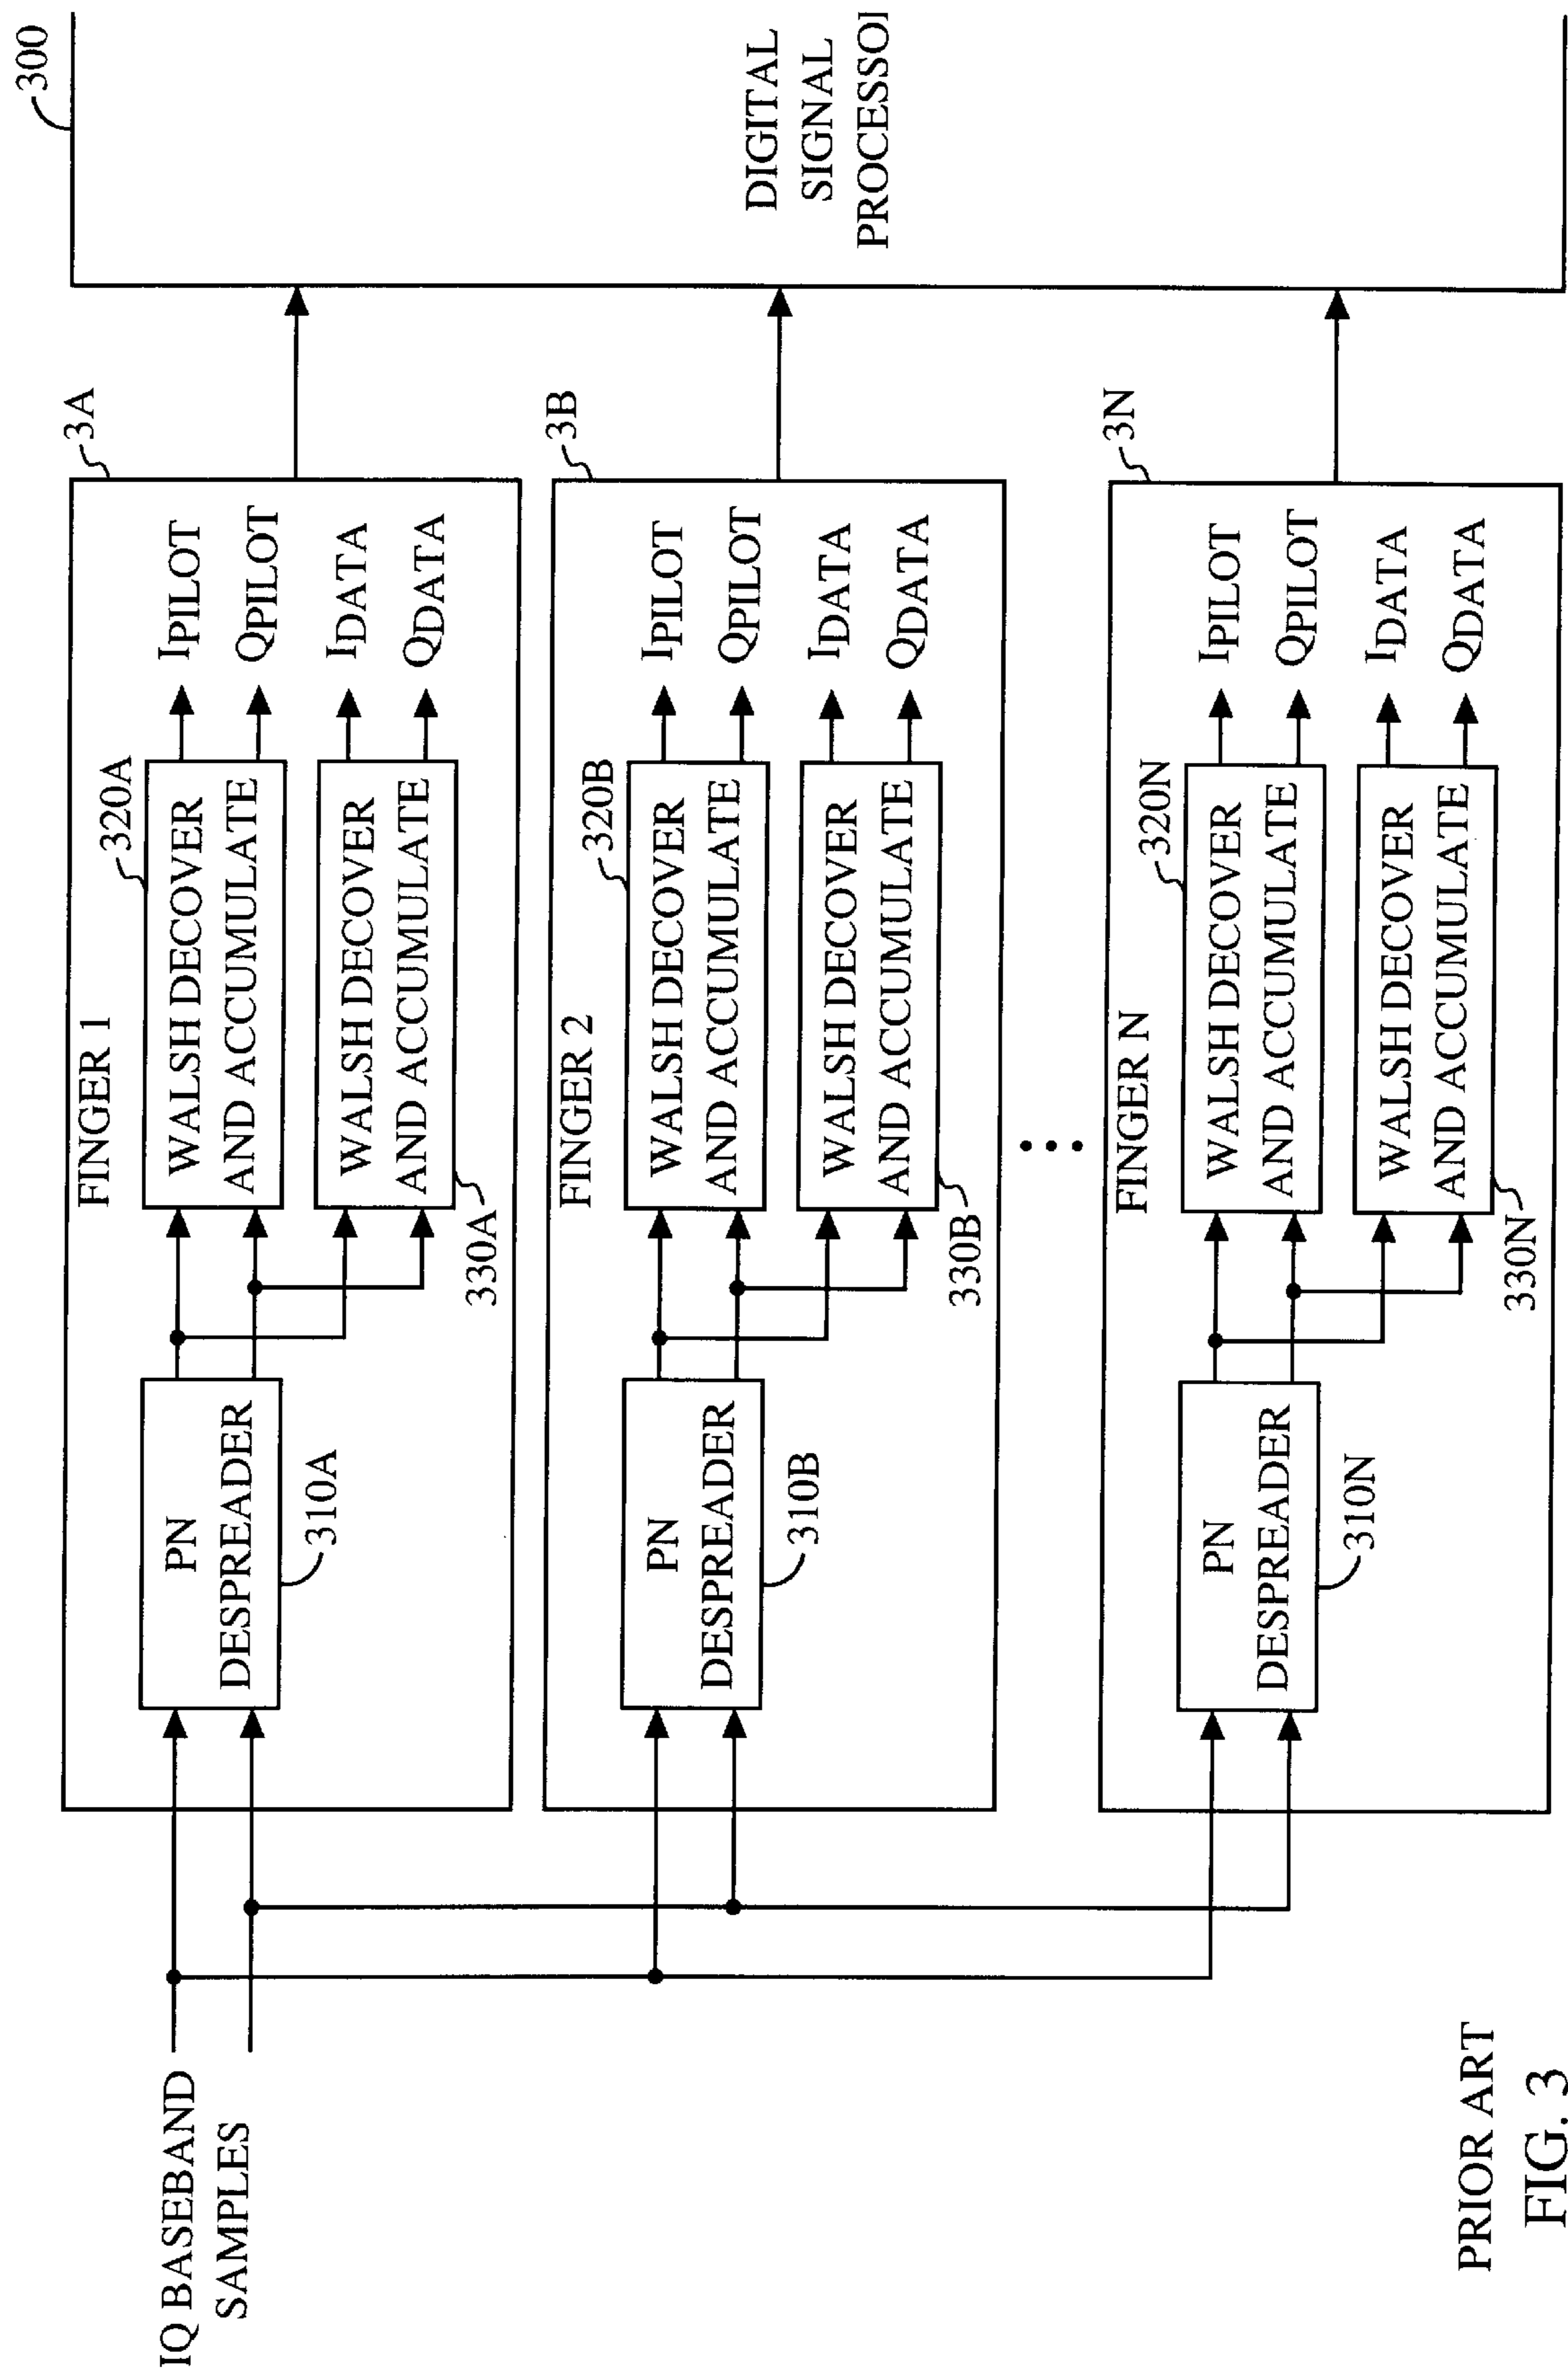 IQ BASEBAND
SAMPLES
FINGER 1
3A
PN
DESPREADER
310A
320A
WALSH DECOVER
AND ACCUMULATE
WALSH DECOVER
AND ACCUMULATE
330A
IPILOT
QPILOT
IDATA
QDATA
FINGER 2
3B
PN
DESPREADER
310B
320B
WALSH DECOVER
AND ACCUMULATE
WALSH DECOVER
AND ACCUMULATE
330B
IPILOT
QPILOT
IDATA
QDATA
•••
FINGER N
3N
PN
DESPREADER
310N
320N
WALSH DECOVER
AND ACCUMULATE
WALSH DECOVER
AND ACCUMULATE
330N
IPILOT
QPILOT
IDATA
QDATA
300
DIGITAL
SIGNAL
PROCESSOR
PRIOR ART
FIG. 3